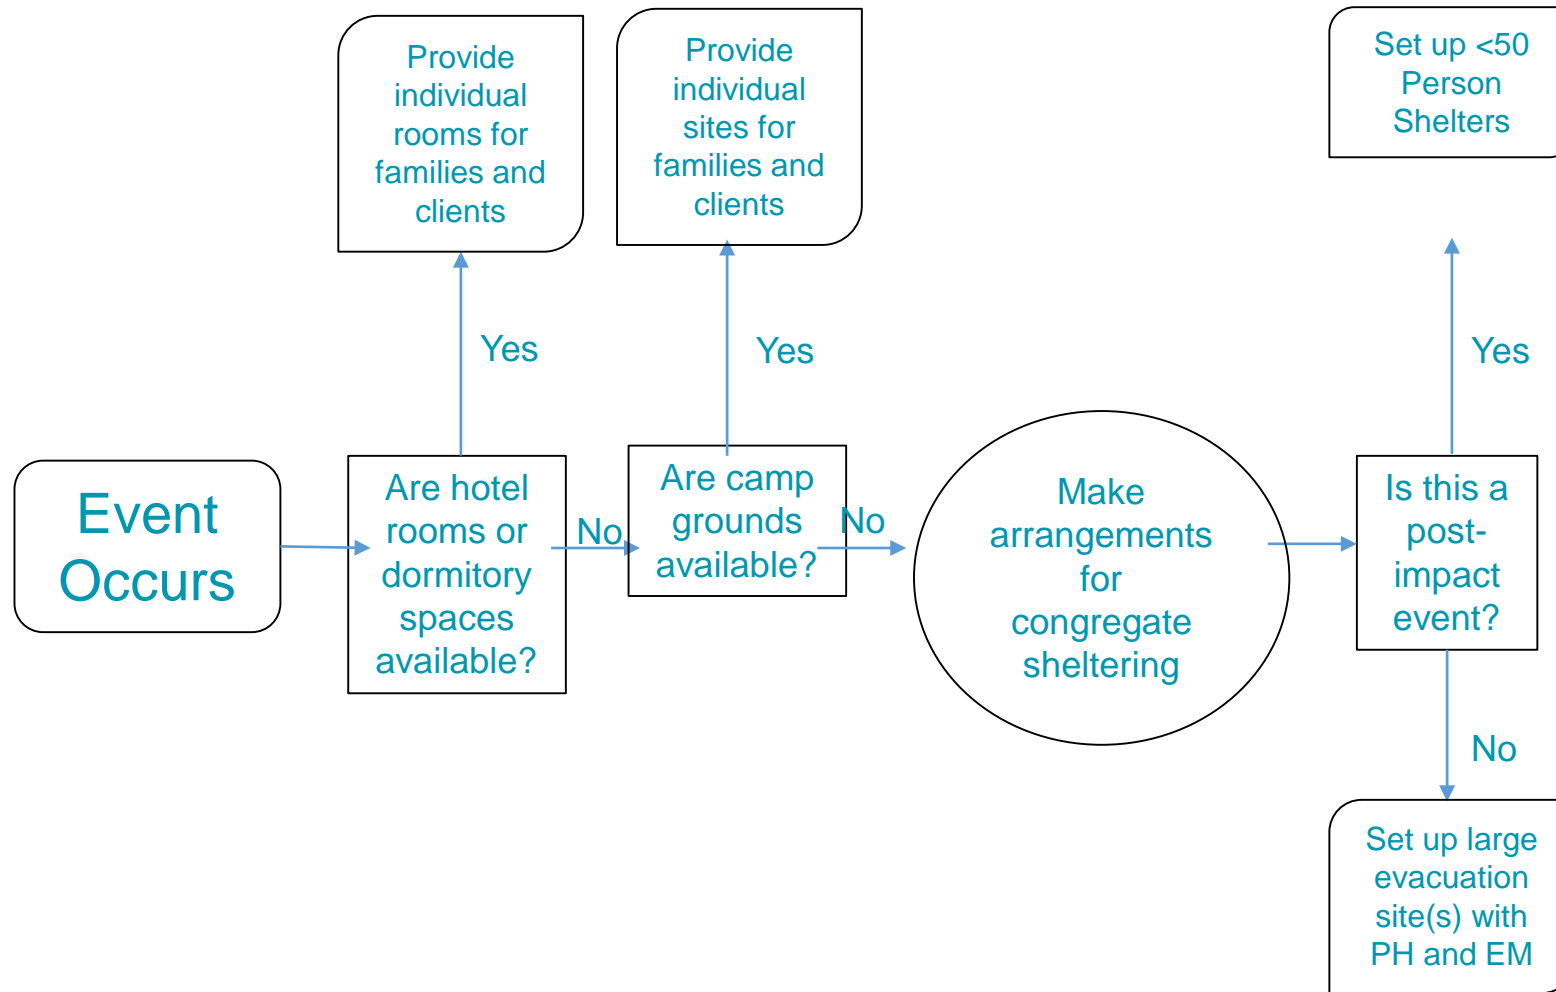 Provide
individual
rooms for
families and
clients
Provide
individual
sites for
families and
clients
Set up <50
Person
Shelters
Yes
Yes
Yes
Event
Occurs
Are hotel
rooms or
dormitory
spaces
available?
No
Are camp
grounds
available?
No
Make
arrangements
for
congregate
sheltering
Is this a
post-
impact
event?
No
Set up large
evacuation
site(s) with
PH and EM